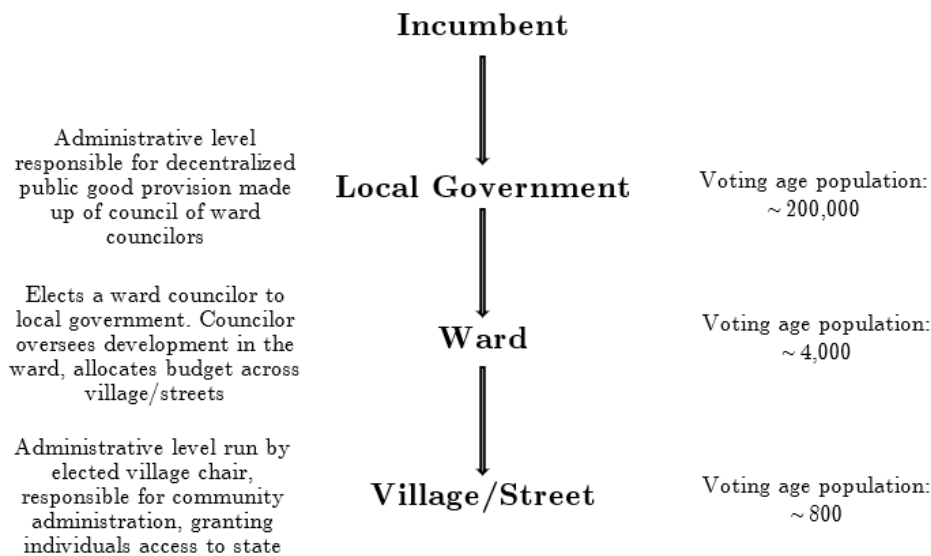 Incumbent
Administrative level
responsible for decentralized
public good provision made
up of council of ward
councilors
Local Government
Voting age population:
~ 200,000
Elects a ward councilor to
local government. Councilor
oversees development in the
ward, allocates budget across
village/streets
Ward
Voting age population:
~ 4,000
Administrative level run by
elected village chair,
responsible for community
administration, granting
individuals access to state
Village/Street
Voting age population:
~ 800